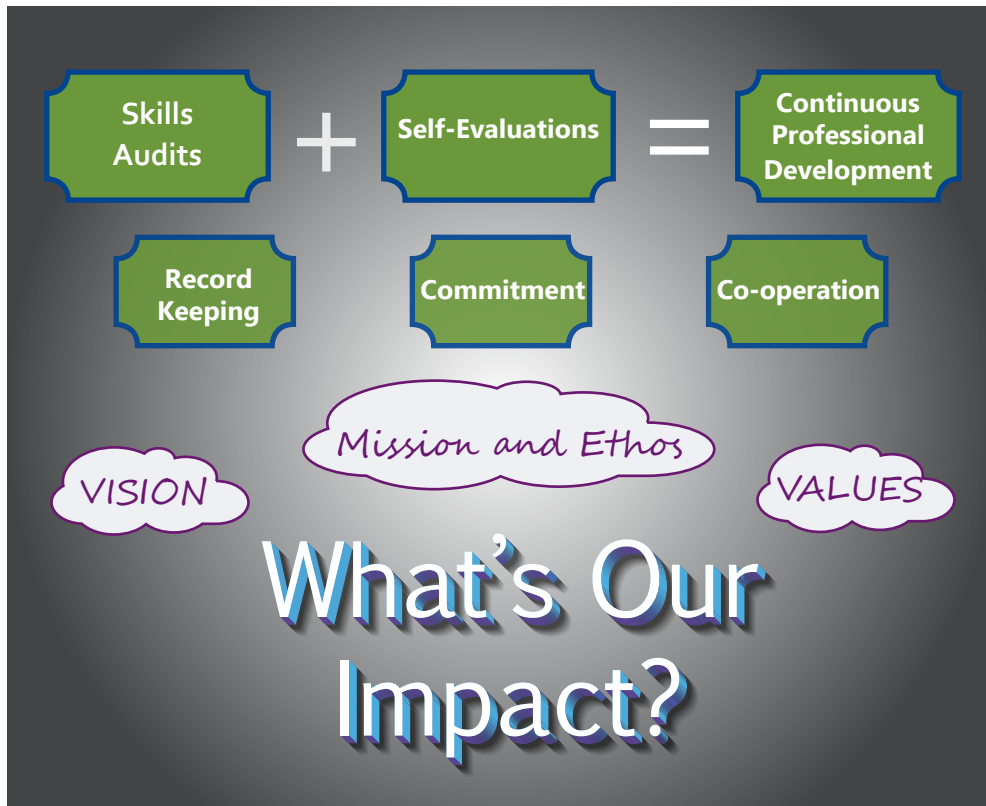 Skills
Audits
+
Self-Evaluations
=
Continuous
Professional
Development
Record
Keeping
Commitment
Co-operation
Mission and Ethos
VISION
VALUES
What's Our
Impact?